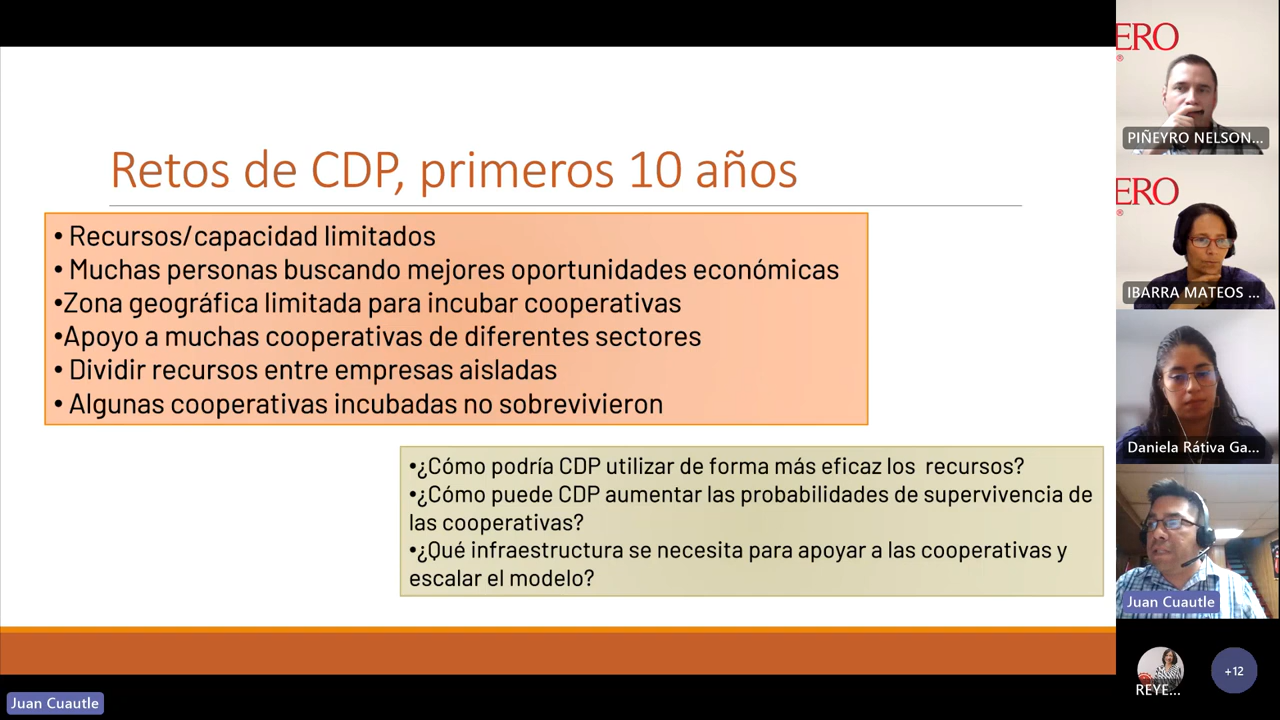 Retos de CDP, primeros 10 años
• Recursos/capacidad limitados
• Muchas personas buscando mejores oportunidades económicas
•Zona geográfica limitada para incubar cooperativas
•Apoyo a muchas cooperativas de diferentes sectores
• Dividir recursos entre empresas aisladas
• Algunas cooperativas incubadas no sobrevivieron
•¿Cómo podría CDP utilizar de forma más eficaz los recursos?
•¿Cómo puede CDP aumentar las probabilidades de supervivencia de
las cooperativas?
•¿Qué infraestructura se necesita para apoyar a las cooperativas y
escalar el modelo?
ERO
®
PIÑEYRO NELSON...
ERO
®
IBARRA MATEOS ...
Daniela Rátiva Ga...
Juan Cuautle
REYE...
+12
Juan Cuautle